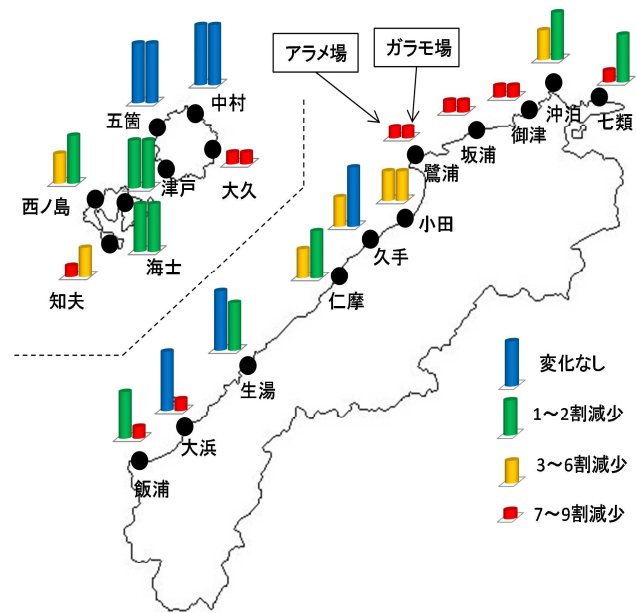 アラメ場
ガラモ場
中村
五箇
津戸
大久
西ノ島
海士
知夫
沖泊
七類
御津
坂浦
鷺浦
小田
久手
仁摩
生湯
大浜
飯浦
変化なし
1～2割減少
3～6割減少
7～9割減少